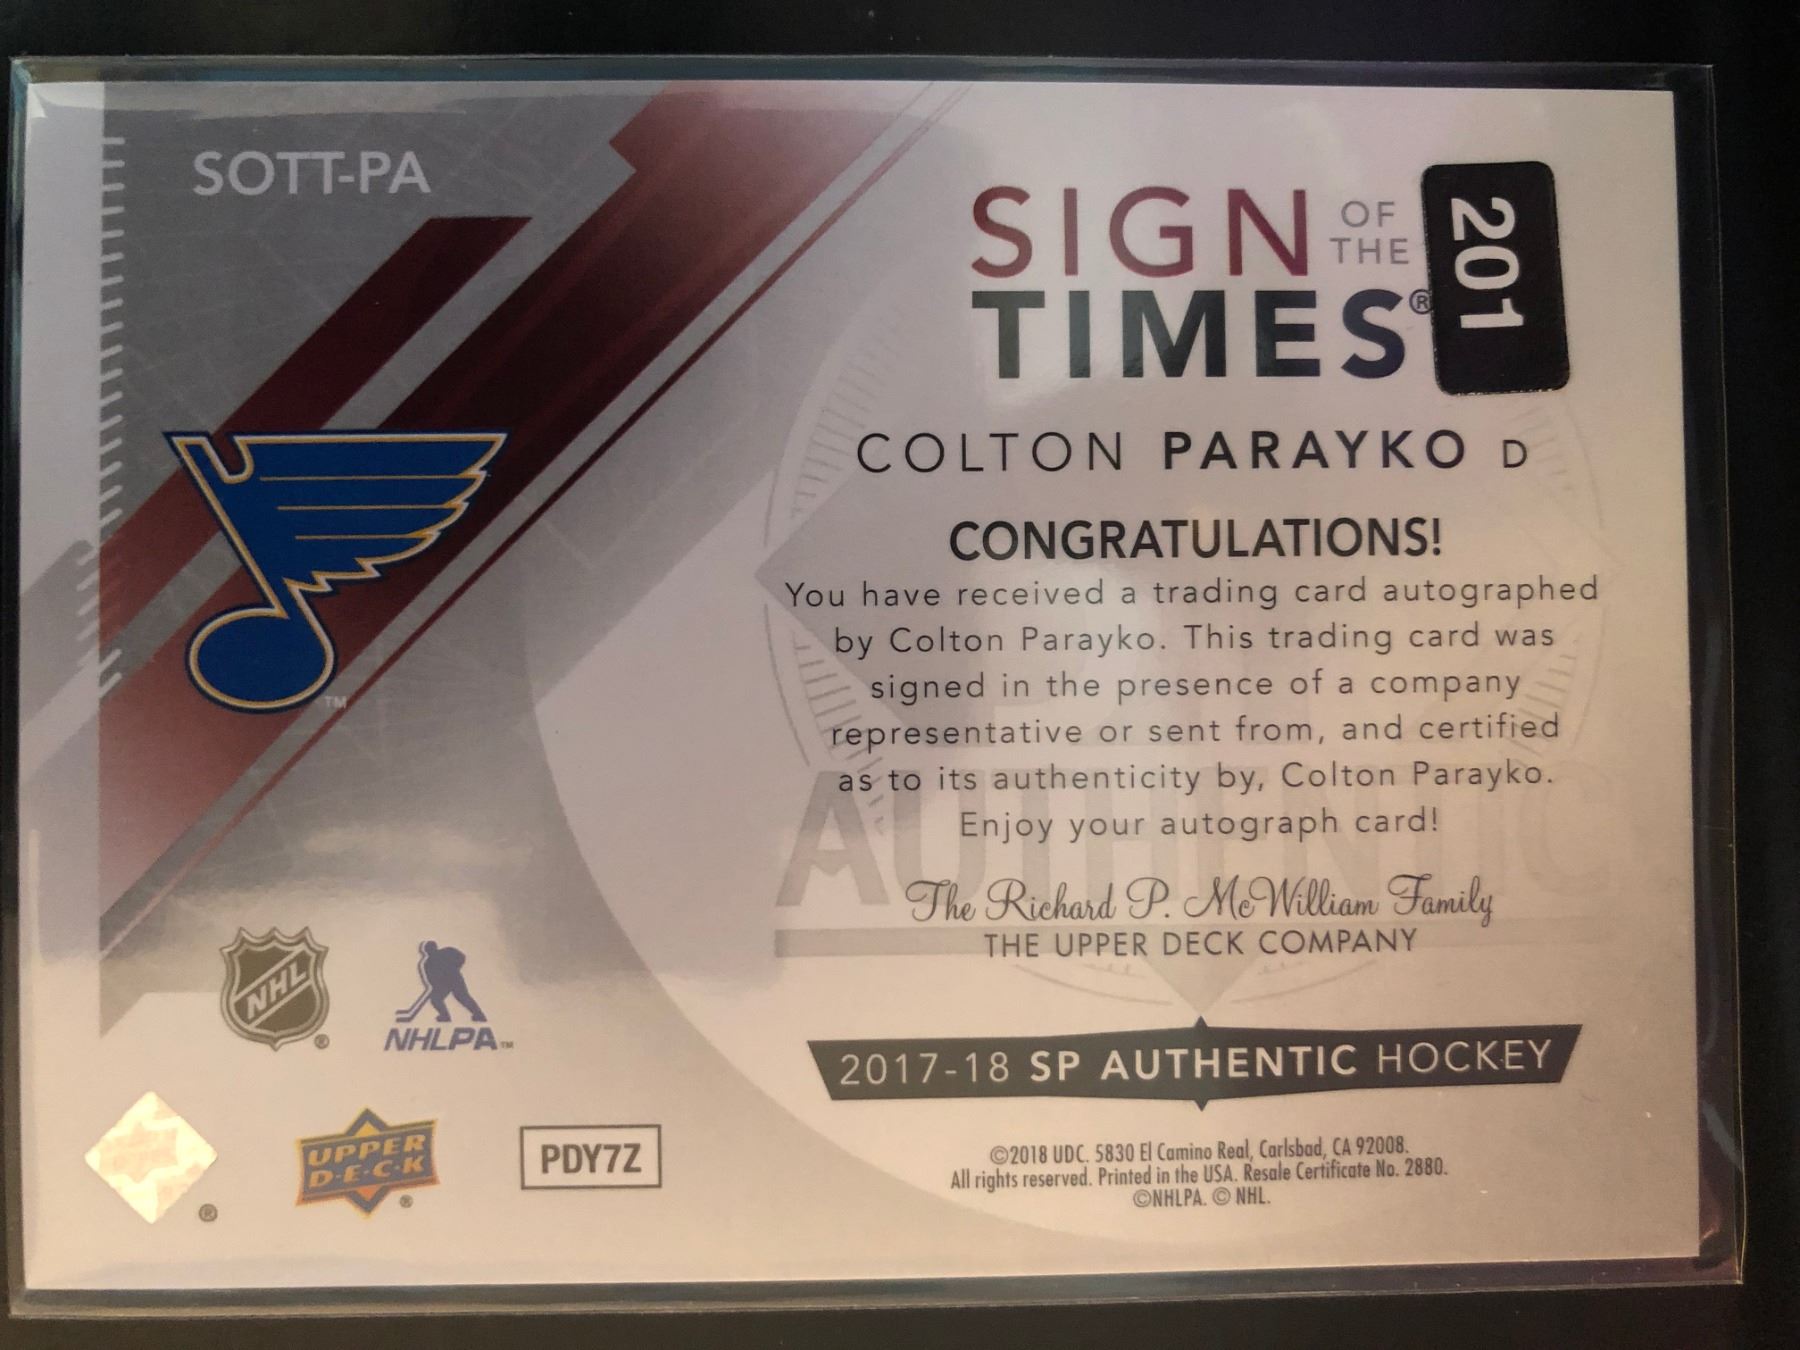 SOTT-PA
SIGN OF THE
TIMES®
201
COLTON PARAYKO D
CONGRATULATIONS!
You have received a trading card autographed
by Colton Parayko. This trading card was
signed in the presence of a company
representative or sent from, and certified
as to its authenticity by, Colton Parayko.
Enjoy your autograph card!
The Richard P. McWilliam Family
THE UPPER DECK COMPANY
AUTHENTIC
TM
NHL ®
NHLPA™
2017-18 SP AUTHENTIC HOCKEY
®
UPPER
D·E·C·K ®
PDY7Z
©2018 UDC. 5830 El Camino Real, Carlsbad, CA 92008.
All rights reserved. Printed in the USA. Resale Certificate No. 2880.
©NHLPA. © NHL.